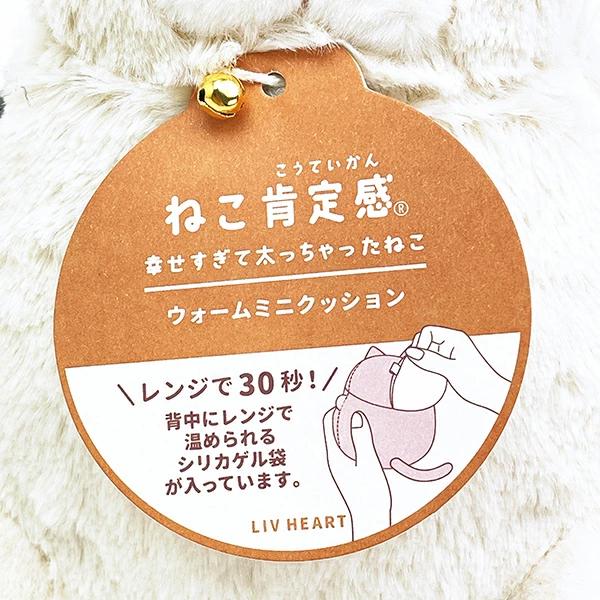 こうていかん
ねこ肯定感®
幸せすぎて太っちゃったねこ
ウォームミニクッション
\レンジで30秒!/
背中にレンジで
温められる
シリカゲル袋
が入っています。
LIV HEART